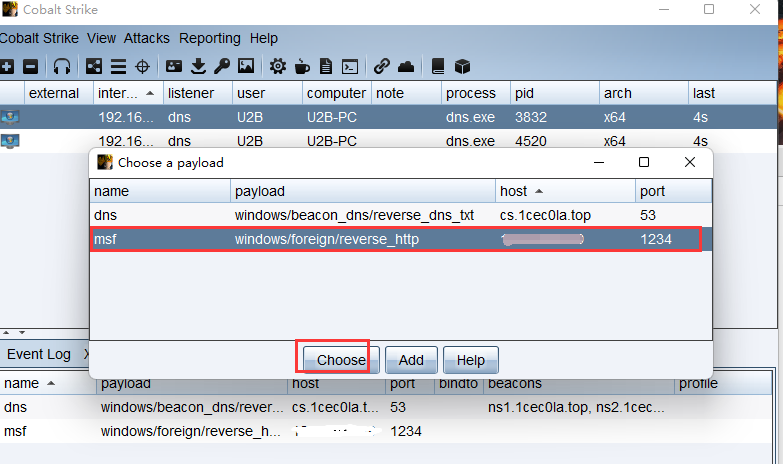 Cobalt Strike
Cobalt Strike View Attacks Reporting Help
external inter... listener user computer note process pid arch last
192.16... dns U2B U2B-PC dns.exe 3832 x64 4s
192.16... dns U2B U2B-PC dns.exe 4520 x64 4s
Choose a payload
name payload host port
dns windows/beacon_dns/reverse_dns_txt cs.1cec0la.top 53
msf windows/foreign/reverse_http 1234
Choose Add Help
Event Log X
name payload host port bindto beacons profile
dns windows/beacon_dns/rever... cs.1cec0la.t... 53 ns1.1cec0la.top, ns2.1cec...
msf windows/foreign/reverse_h... 1234